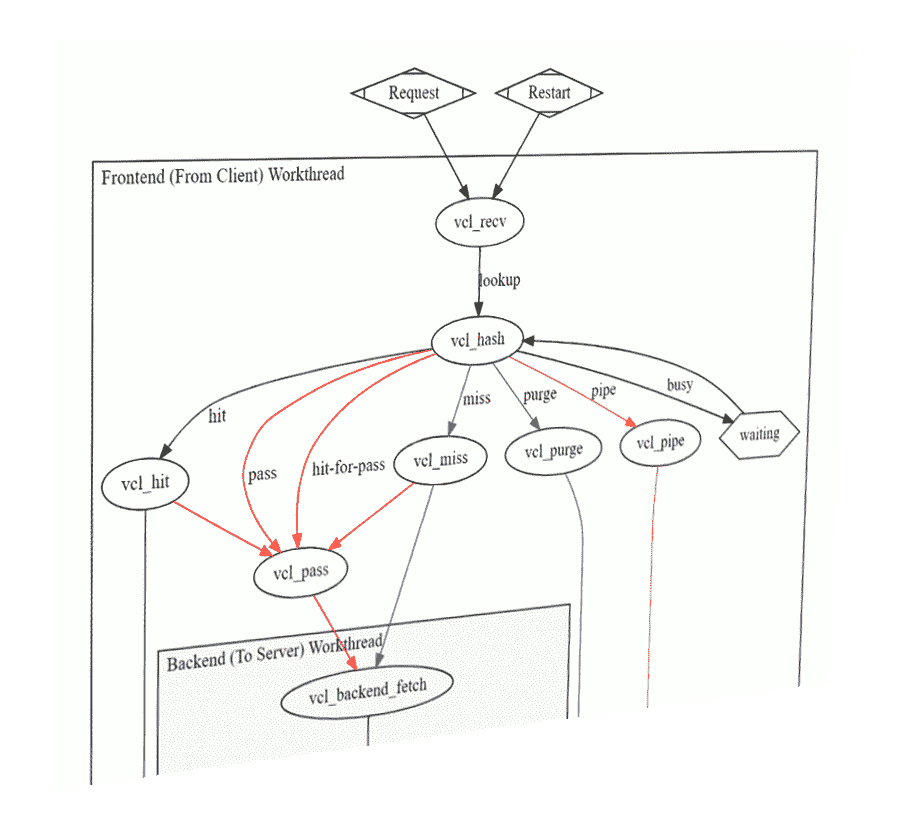 Request
Restart
Frontend (From Client) Workthread
vcl_recv
lookup
vcl_hash
hit
pass
hit-for-pass
miss
purge
pipe
busy
waiting
vcl_hit
vcl_miss
vcl_purge
vcl_pipe
vcl_pass
Backend (To Server) Workthread
vcl_backend_fetch